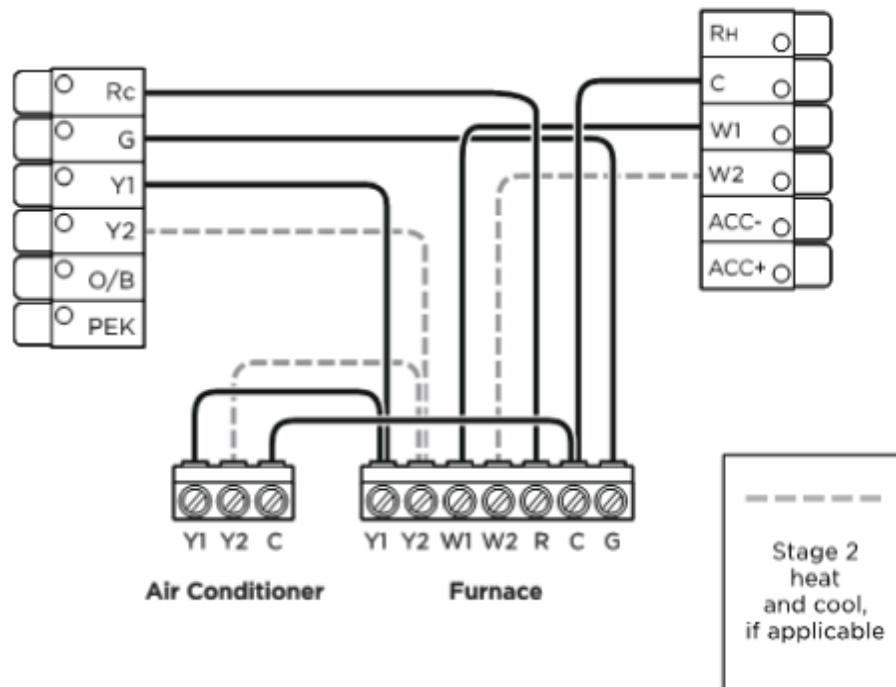 Rc
G
Y1
Y2
O/B
PEK
RH
C
W1
W2
ACC-
ACC+
Y1 Y2 C
Air Conditioner
Y1 Y2 W1 W2 R C G
Furnace
Stage 2
heat
and cool,
if applicable